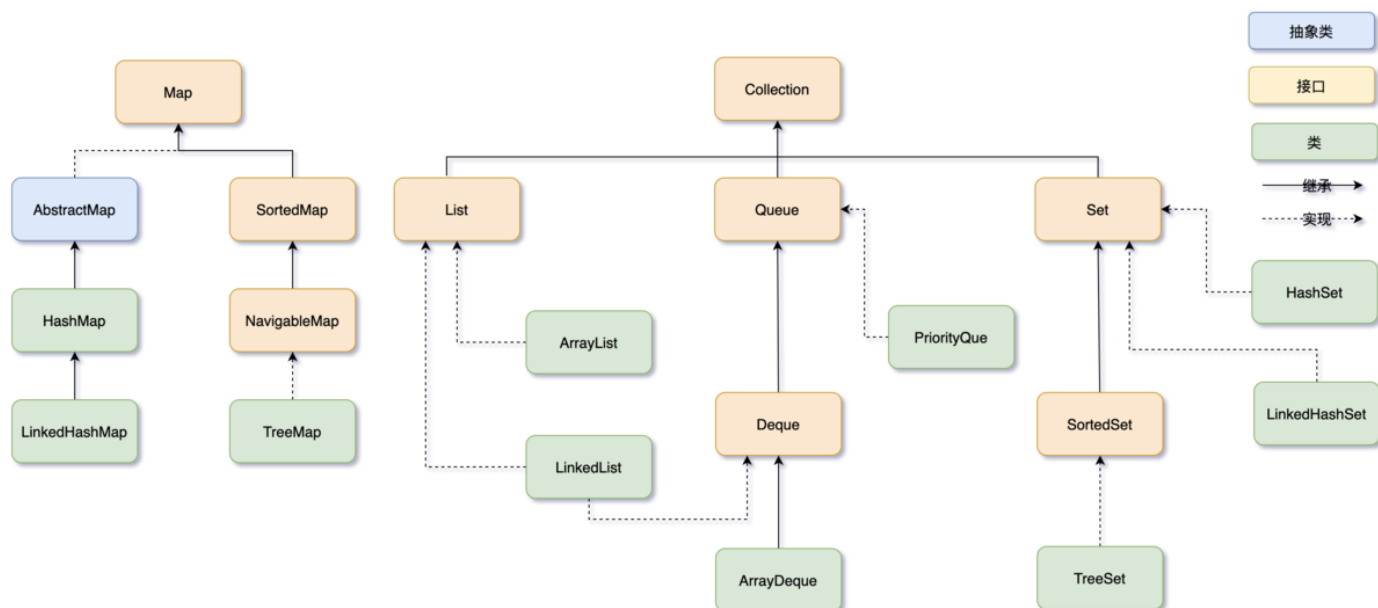 抽象类
Map
Collection
接口
类
AbstractMap
SortedMap
List
Queue
Set
继承
实现
HashMap
NavigableMap
ArrayList
PriorityQue
HashSet
LinkedHashMap
TreeMap
LinkedList
Deque
SortedSet
LinkedHashSet
ArrayDeque
TreeSet